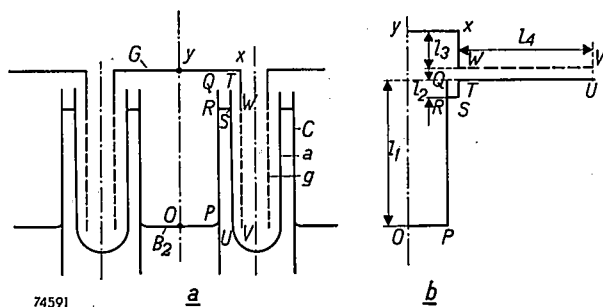 G y x
Q T
R W
S C
a
g
O P
B2 U V
74591 a
y x
l3 l4
W V
Q T U
l2 R S
l1
O P
b